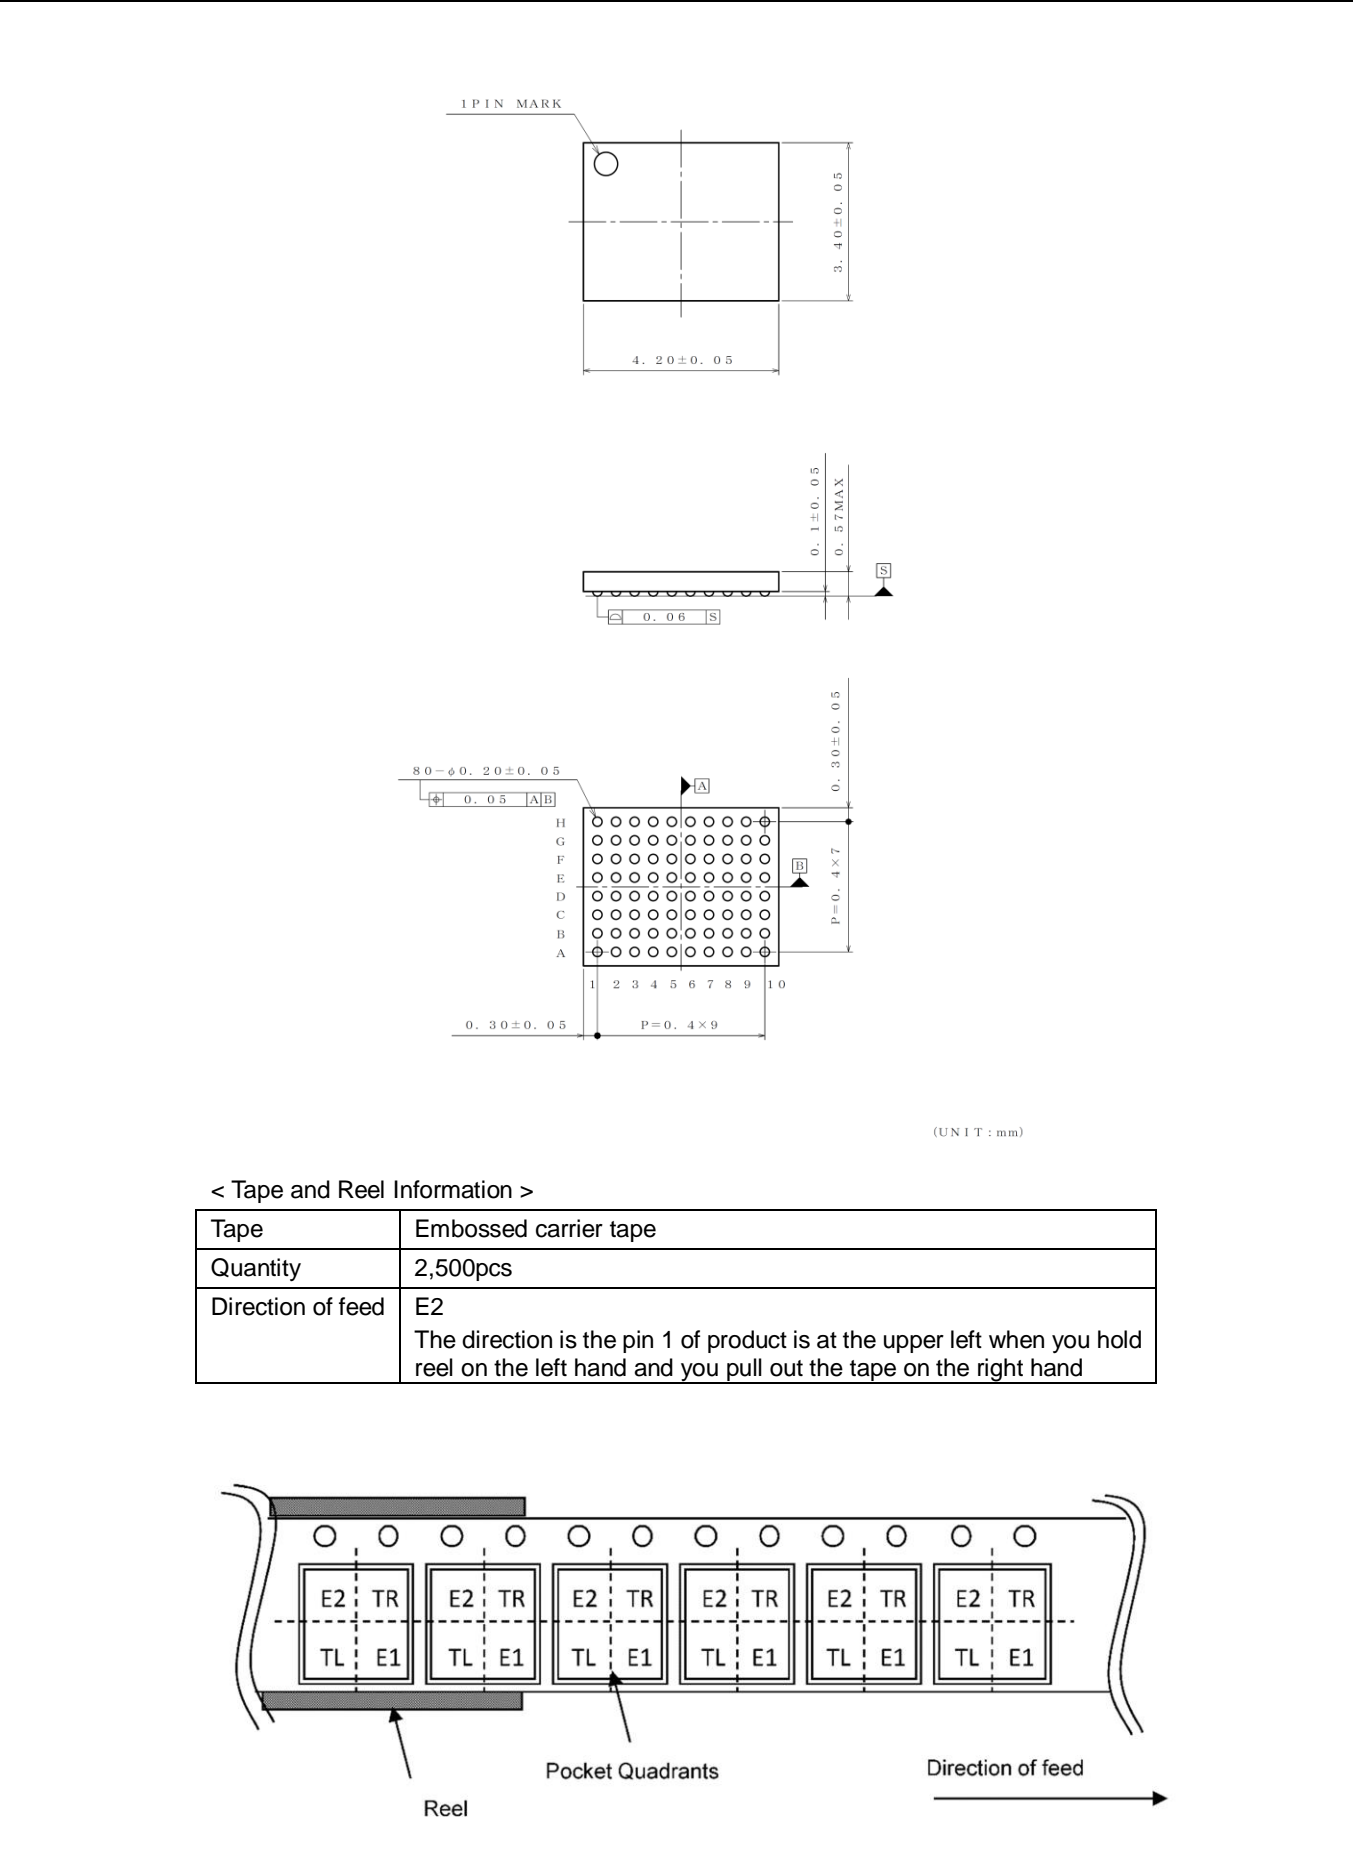 1PIN MARK
3.40±0.05
4.20±0.05
0.1±0.05
0.57MAX
S
0.06 S
0.30±0.05
80-φ0.20±0.05
A
0.05 A B
H
G
F
E
D
C
B
A
B
P=0.4×7
1 2 3 4 5 6 7 8 9 10
0.30±0.05
P=0.4×9
(UNIT:mm)
< Tape and Reel Information >
Tape Embossed carrier tape
Quantity 2,500pcs
Direction of feed E2
The direction is the pin 1 of product is at the upper left when you hold
reel on the left hand and you pull out the tape on the right hand
E2 TR E2 TR E2 TR E2 TR E2 TR E2 TR
TL E1 TL E1 TL E1 TL E1 TL E1 TL E1
Pocket Quadrants
Direction of feed
Reel